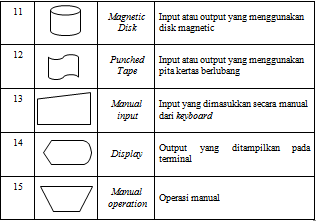 11 Magnetic Disk Input atau output yang menggunakan
disk magnetic
12 Punched Tape Input atau output yang menggunakan
pita kertas berlubang
13 Manual input Input yang dimasukkan secara manual
dari keyboard
14 Display Output yang ditampilkan pada
terminal
15 Manual operation Operasi manual